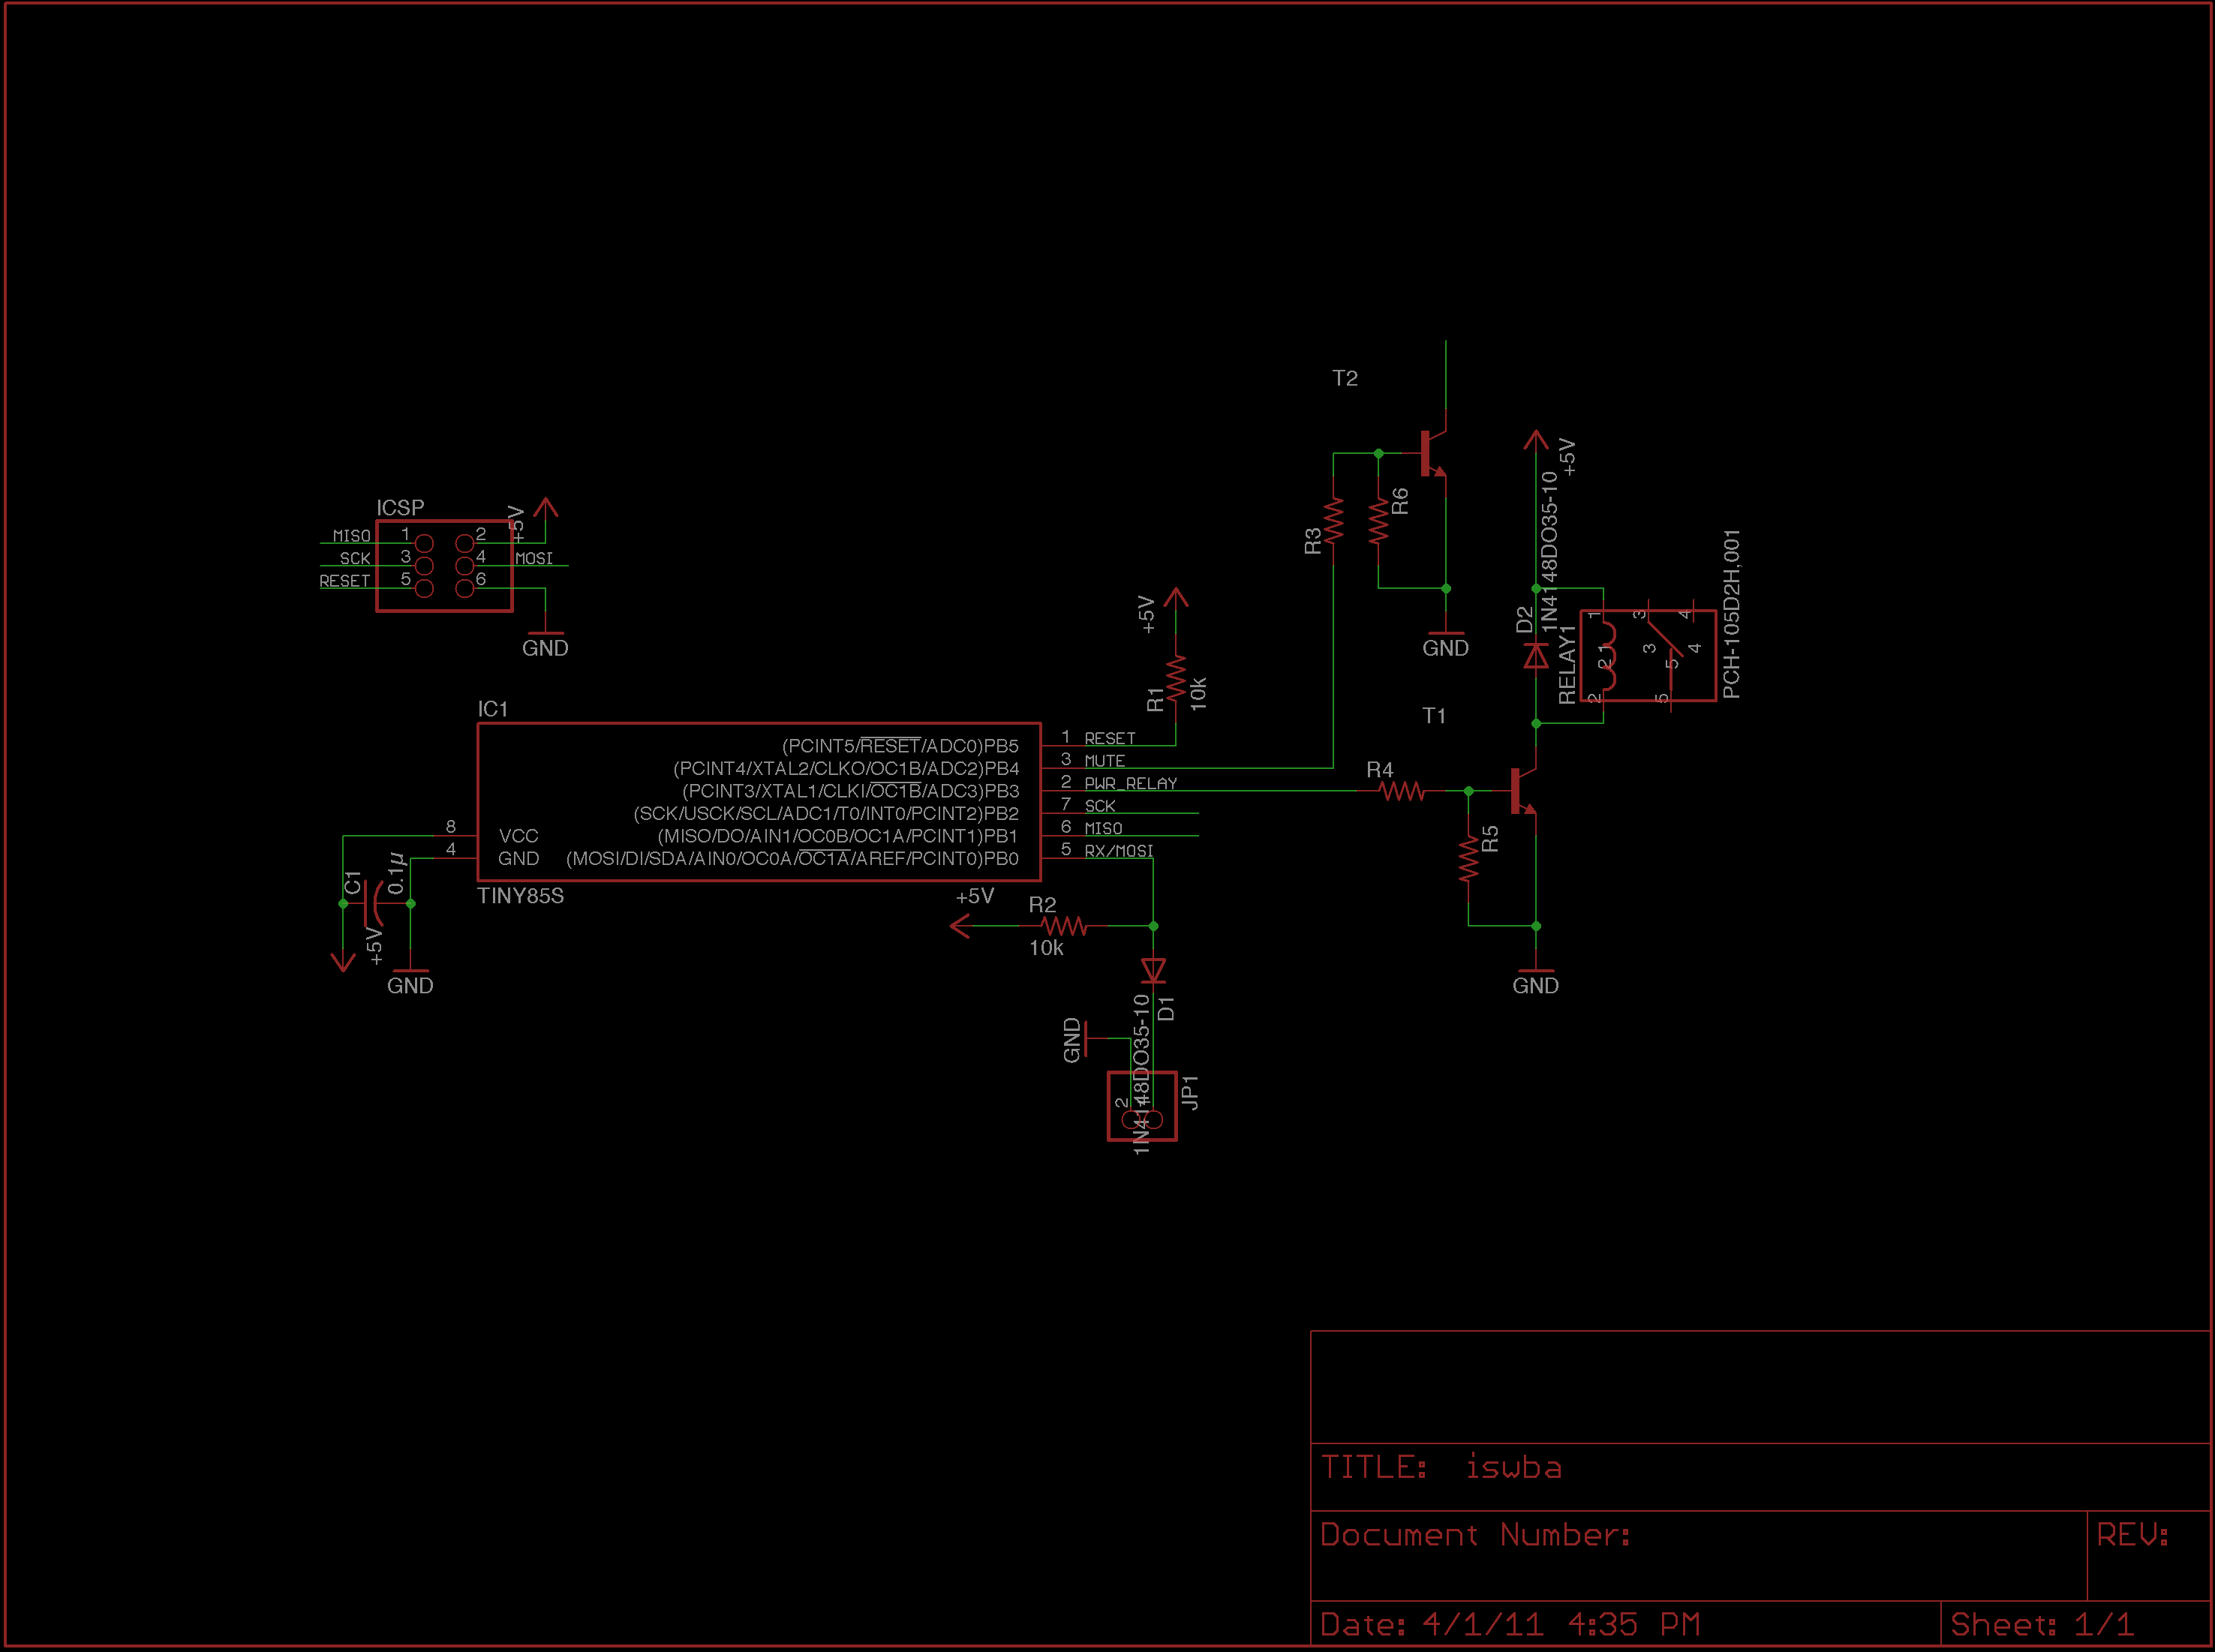 T2
+5V
1N4148DO35-10
R6
R3
ICSP
+5V
MISO 1 2
SCK 3 4 MOSI
RESET 5 6
GND
+5V
GND
D2
RELAY1
1 3 4
3 4
1
2 5
2 5
PCH-105D2H,001
R1
10k
IC1
T1
(PCINT5/RESET/ADC0)PB5 1 RESET
(PCINT4/XTAL2/CLKO/OC1B/ADC2)PB4 3 MUTE
(PCINT3/XTAL1/CLKI/OC1B/ADC3)PB3 2 PWR_RELAY
R4
(SCK/USCK/SCL/ADC1/T0/INT0/PCINT2)PB2 7 SCK
8 VCC (MISO/DO/AIN1/OC0B/OC1A/PCINT1)PB1 6 MISO
4 GND (MOSI/DI/SDA/AIN0/OC0A/OC1A/AREF/PCINT0)PB0 5 RX/MOSI
R5
C1
0.1µ
TINY85S
+5V
R2
10k
+5V
GND
GND
D1
1N4148DO35-10
GND
JP1
2
TITLE: iswba
Document Number:
REV:
Date: 4/1/11 4:35 PM
Sheet: 1/1